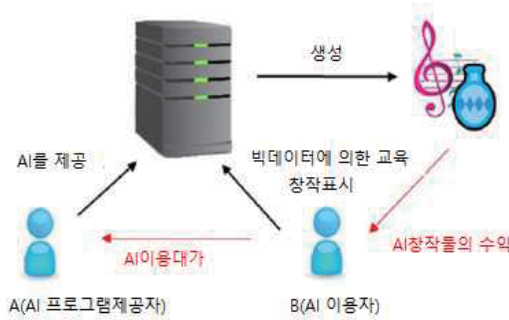 생성
AI를 제공
빅데이터에 의한 교육
창작표시
AI이용대가
AI창작물의 수익
A(AI 프로그램제공자)
B(AI 이용자)